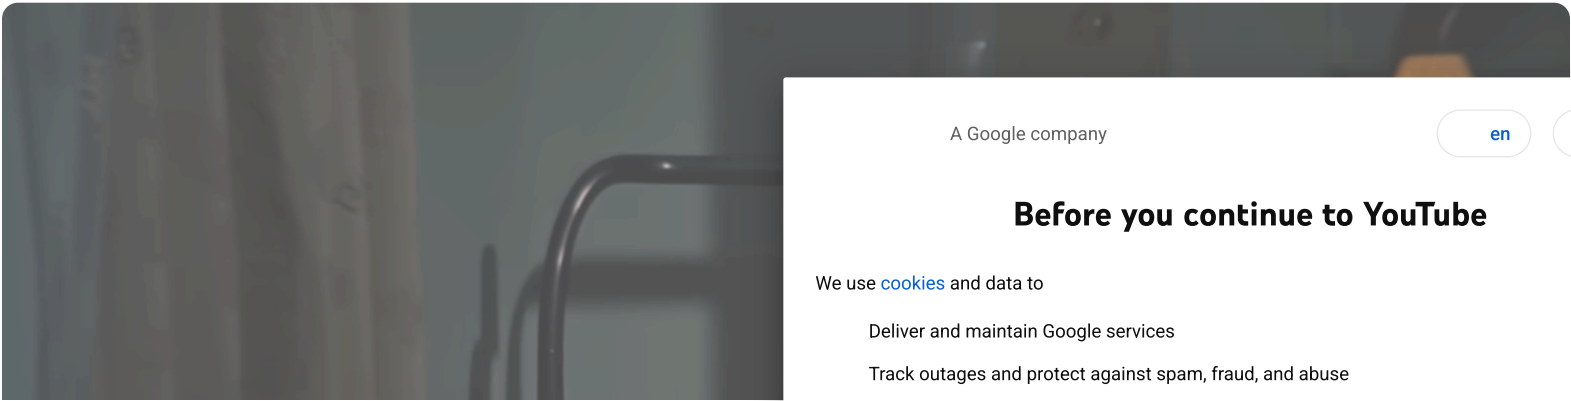 A Google company
en
Before you continue to YouTube
We use cookies and data to
Deliver and maintain Google services
Track outages and protect against spam, fraud, and abuse